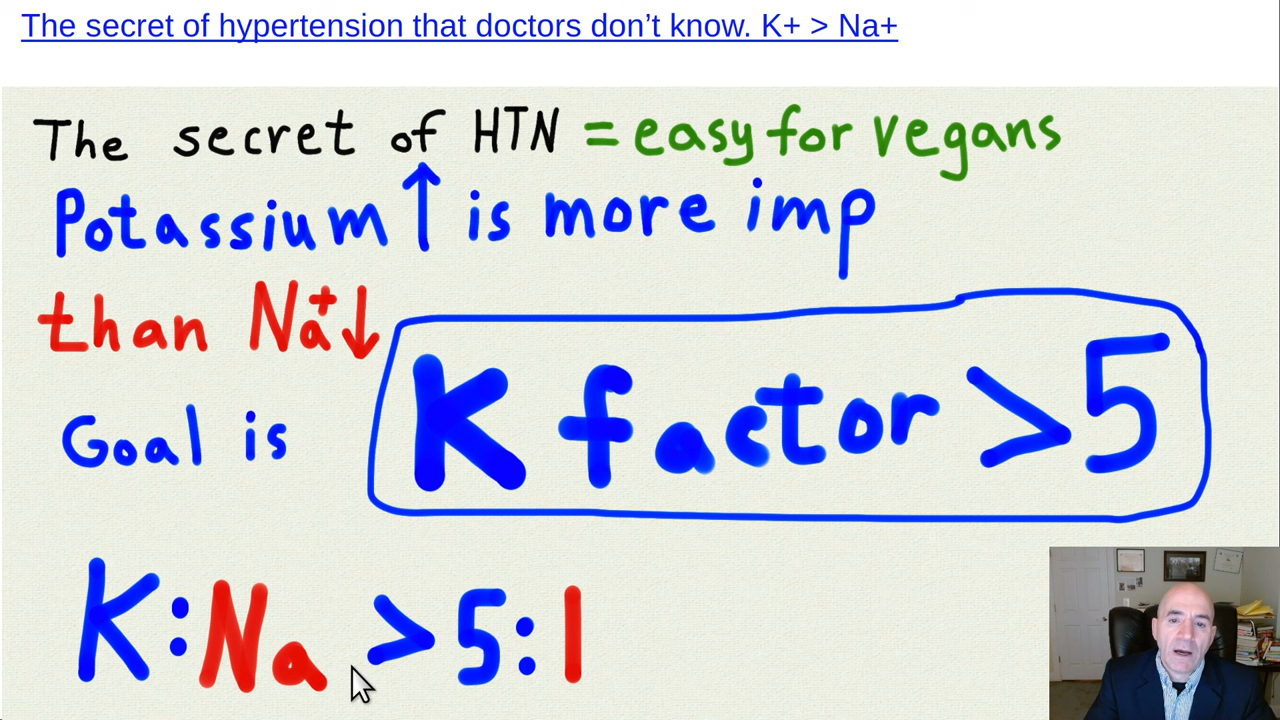 The secret of hypertension that doctors don’t know. K+ > Na+
The secret of HTN = easy for vegans
Potassium ↑ is more imp
than Na+ ↓
Goal is K factor > 5
K : Na > 5 : 1